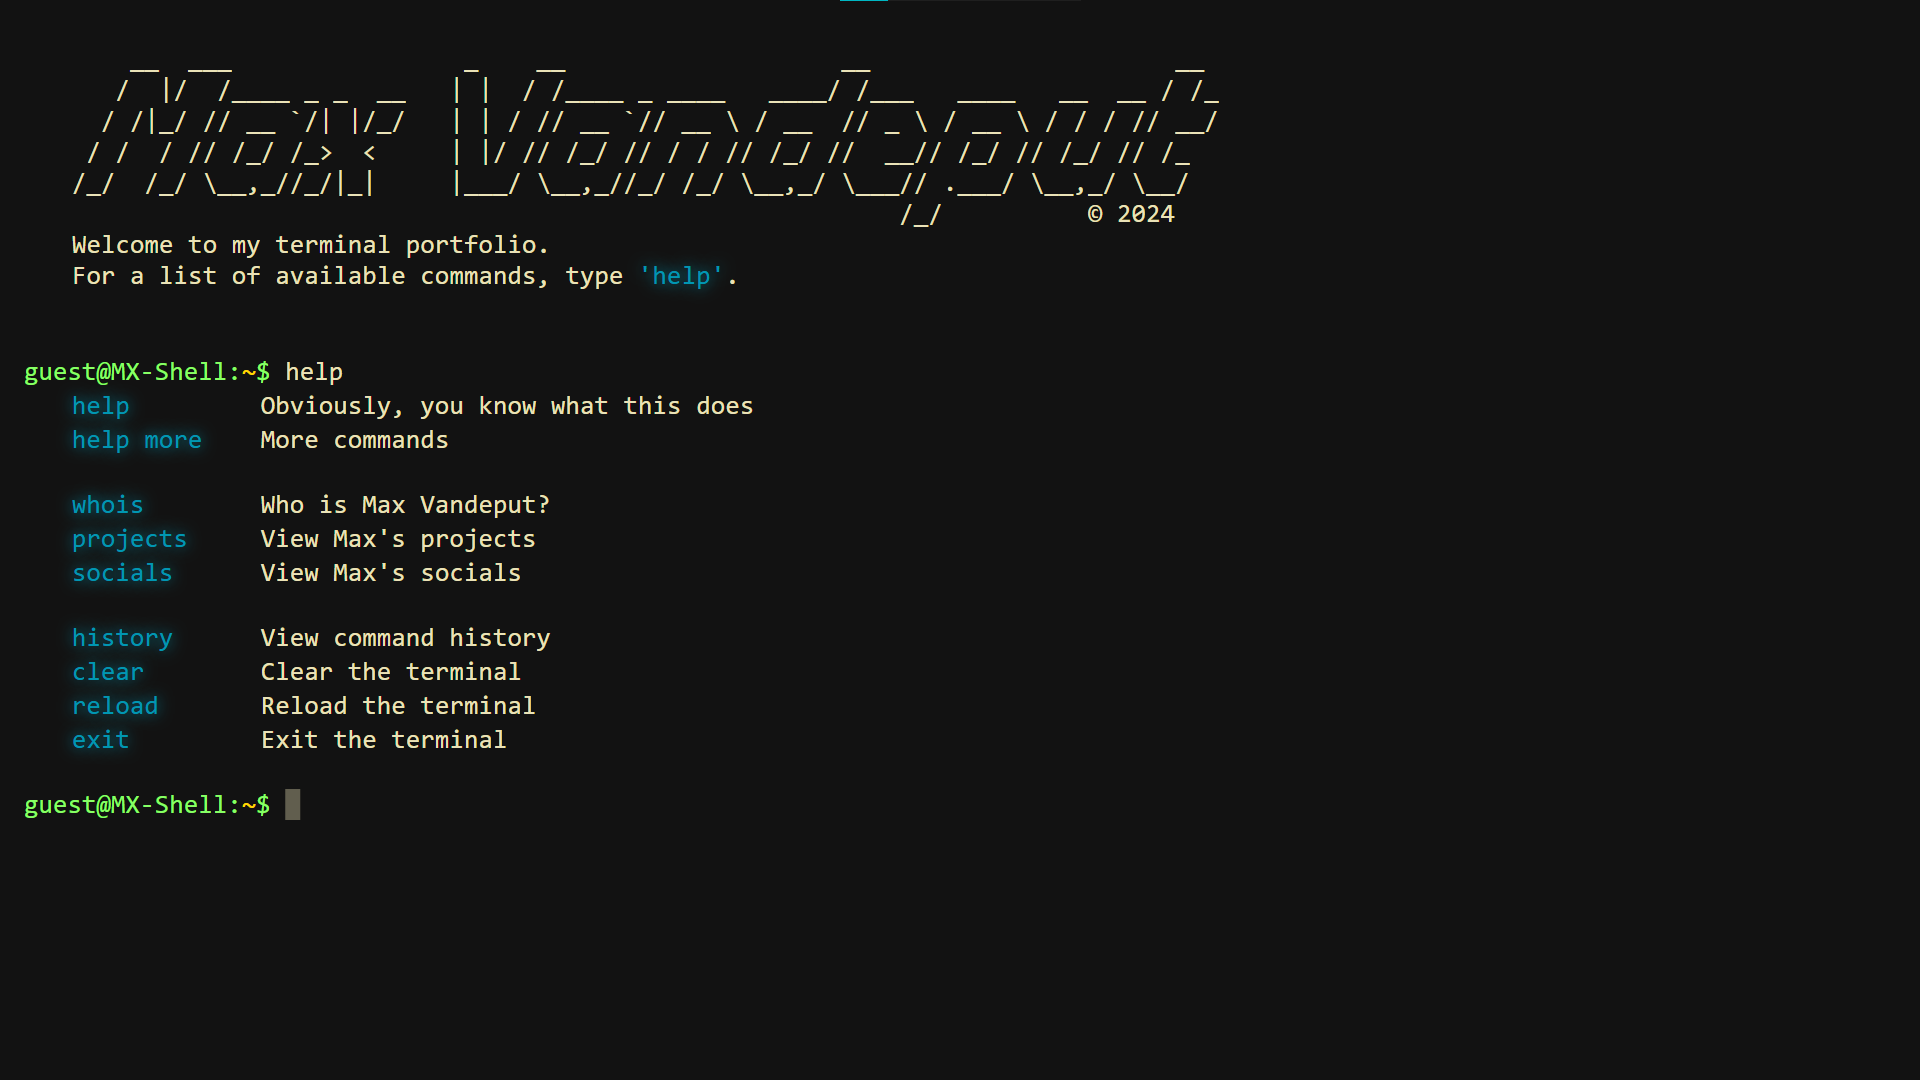 Max Vandeput
© 2024
Welcome to my terminal portfolio.
For a list of available commands, type 'help'.
guest@MX-Shell:~$ help
help Obviously, you know what this does
help more More commands
whois Who is Max Vandeput?
projects View Max's projects
socials View Max's socials
history View command history
clear Clear the terminal
reload Reload the terminal
exit Exit the terminal
guest@MX-Shell:~$